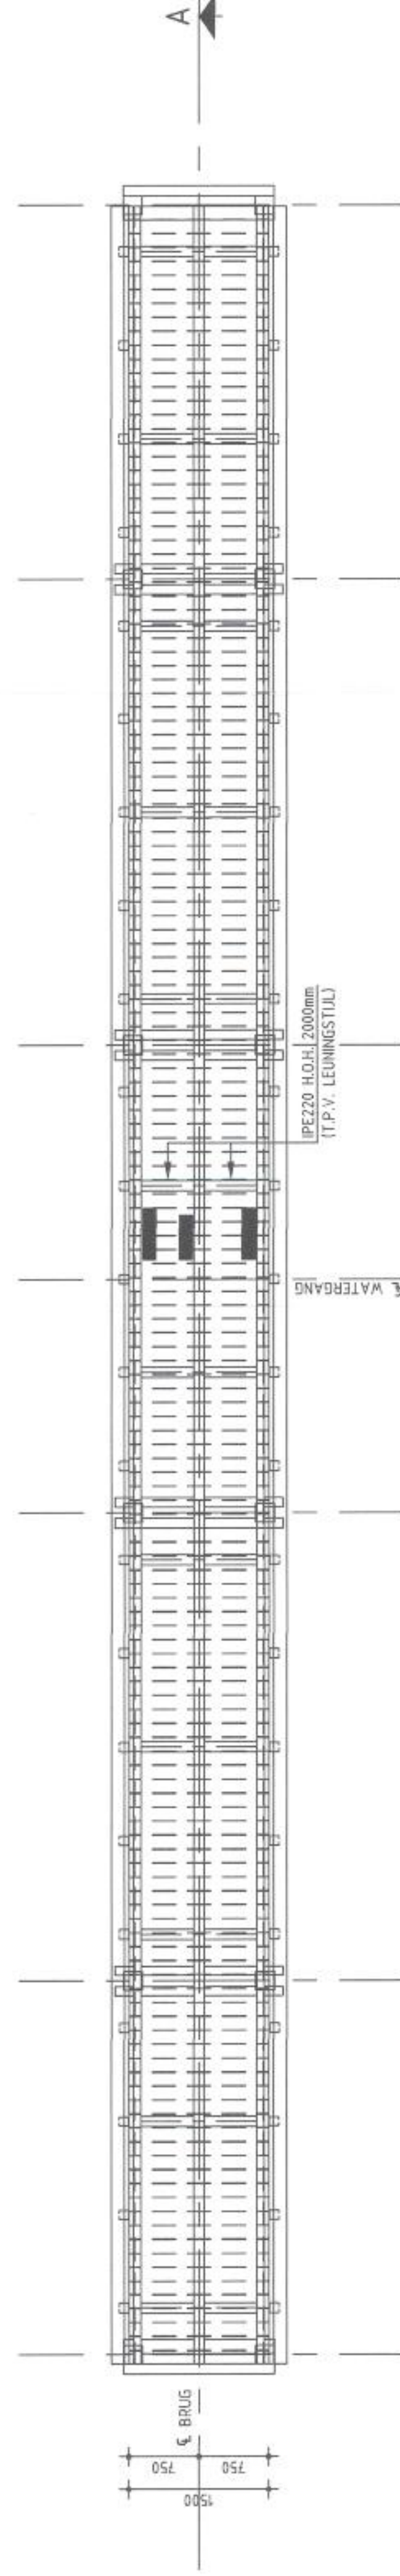 A
IPE220 H.O.H. 2000mm
(T.P.V. LEUNINGSTIJL)
℄ WATERGANG
℄ BRUG
750
750
1500